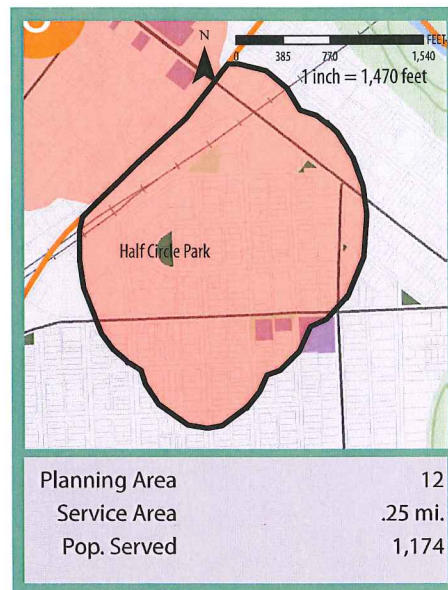 N
FEET
0 385 770 1,540
1 inch = 1,470 feet
Half Circle Park
Planning Area 12
Service Area .25 mi.
Pop. Served 1,174